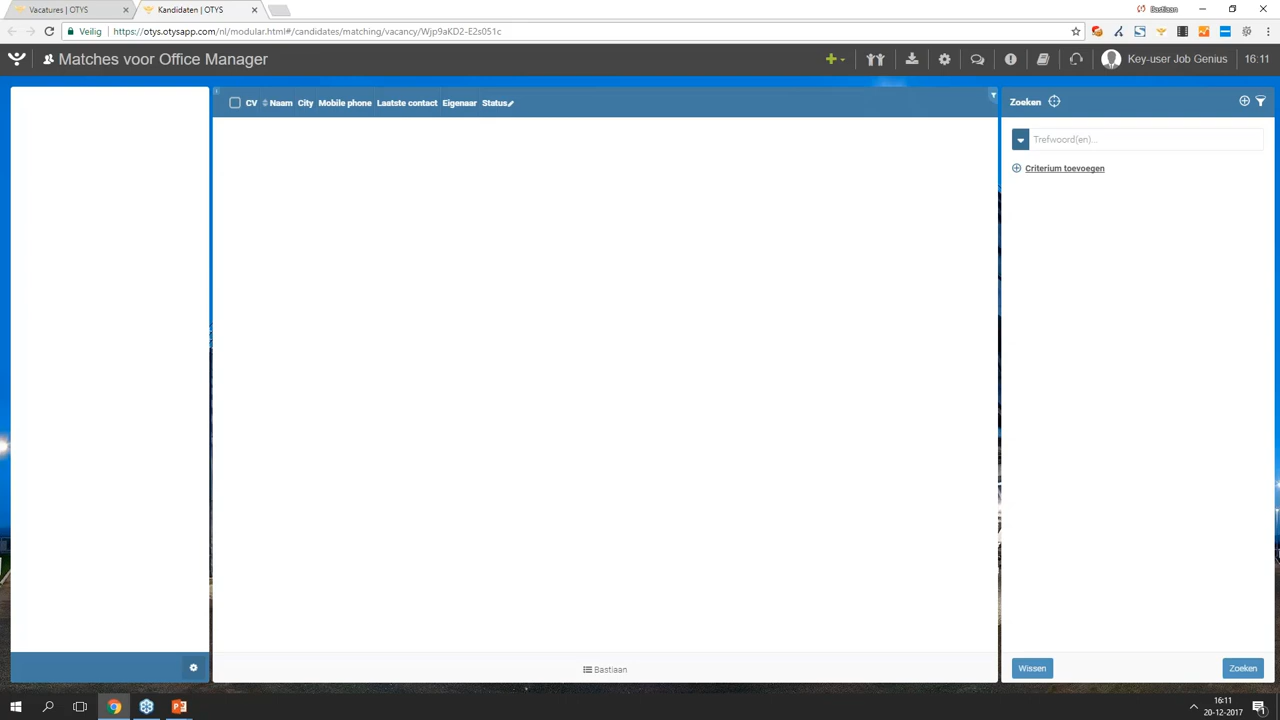 Vacatures | OTYS
Kandidaten | OTYS
Bastiaan
Veilig
https://otys.otysapp.com/nl/modular.html#/candidates/matching/vacancy/Wjp9aKD2-E2s051c
Matches voor Office Manager
Key-user Job Genius
16:11
CV Naam City Mobile phone Laatste contact Eigenaar Status
Zoeken
Trefwoord(en)...
Criterium toevoegen
Bastiaan
Wissen
Zoeken
16:11
20-12-2017
1